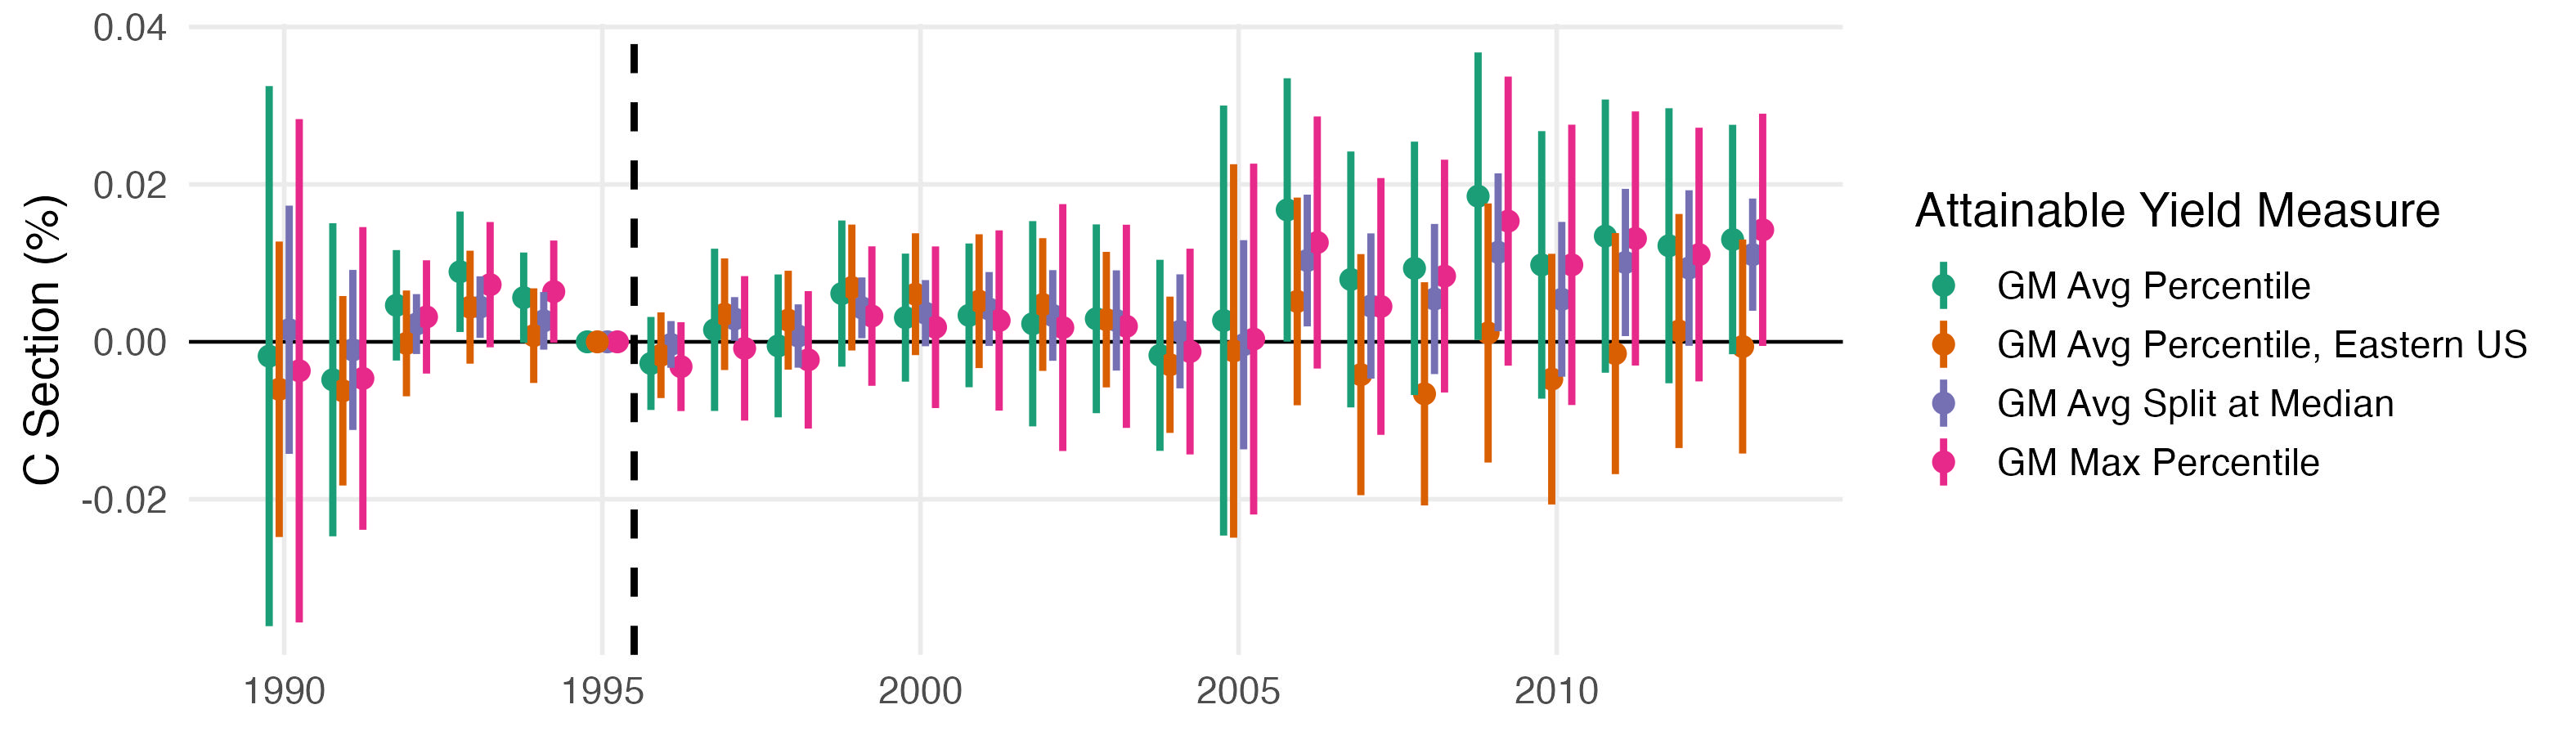 0.04
0.02
0.00
-0.02
C Section (%)
1990
1995
2000
2005
2010
Attainable Yield Measure
GM Avg Percentile
GM Avg Percentile, Eastern US
GM Avg Split at Median
GM Max Percentile